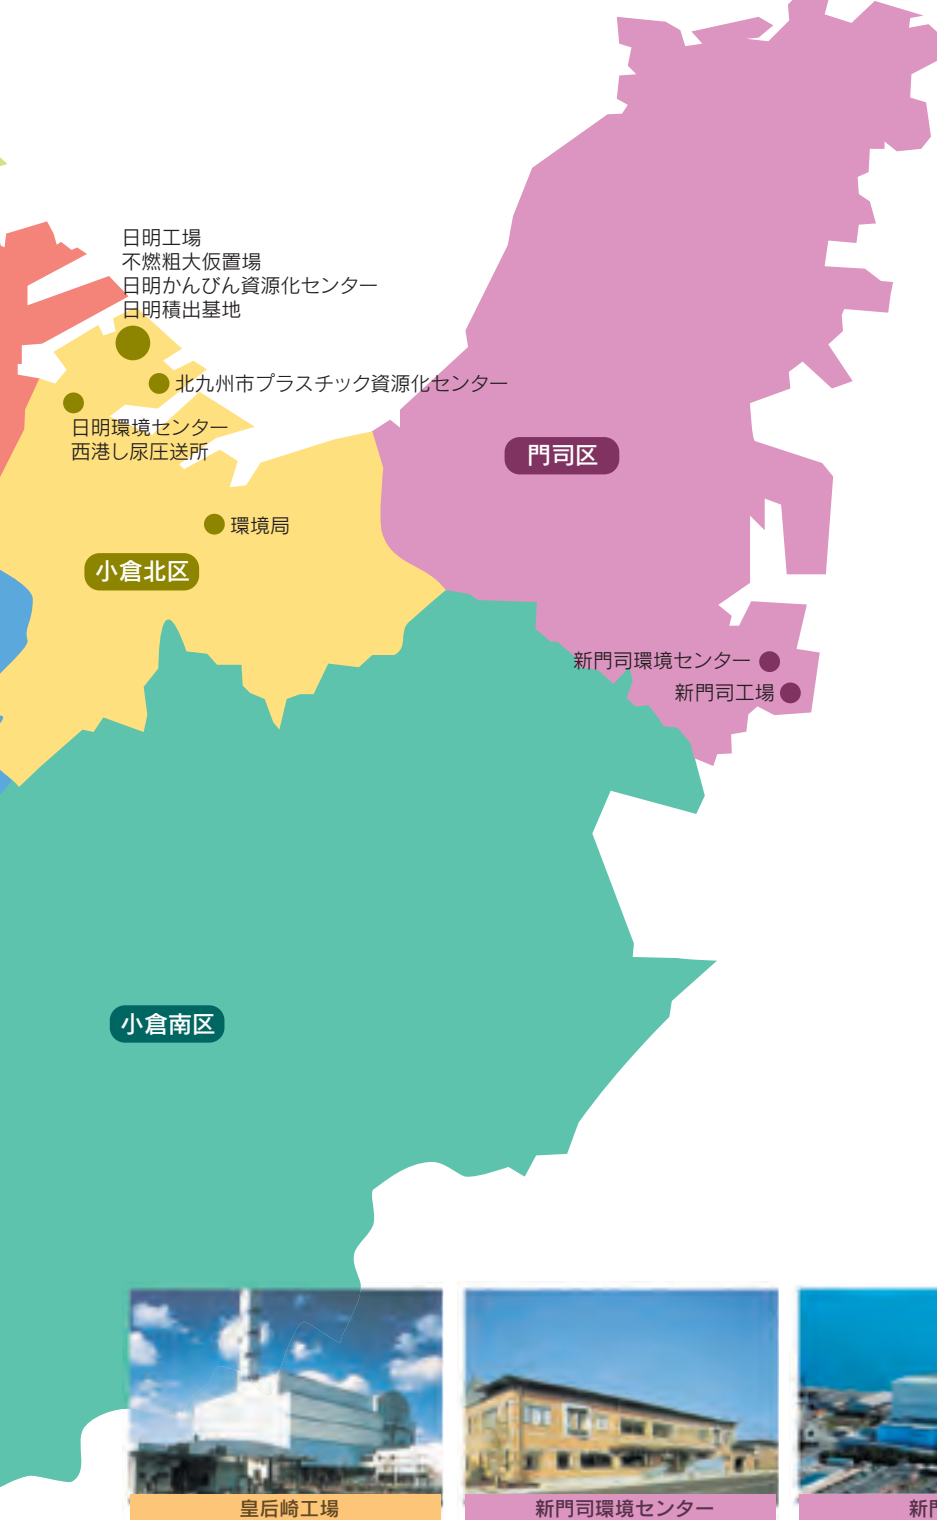 日明工場
不燃粗大仮置場
日明かんびん資源化センター
日明積出基地
北九州市プラスチック資源化センター
日明環境センター
西港し尿圧送所
門司区
環境局
小倉北区
新門司環境センター
新門司工場
小倉南区
皇后崎工場
新門司環境センター
新門